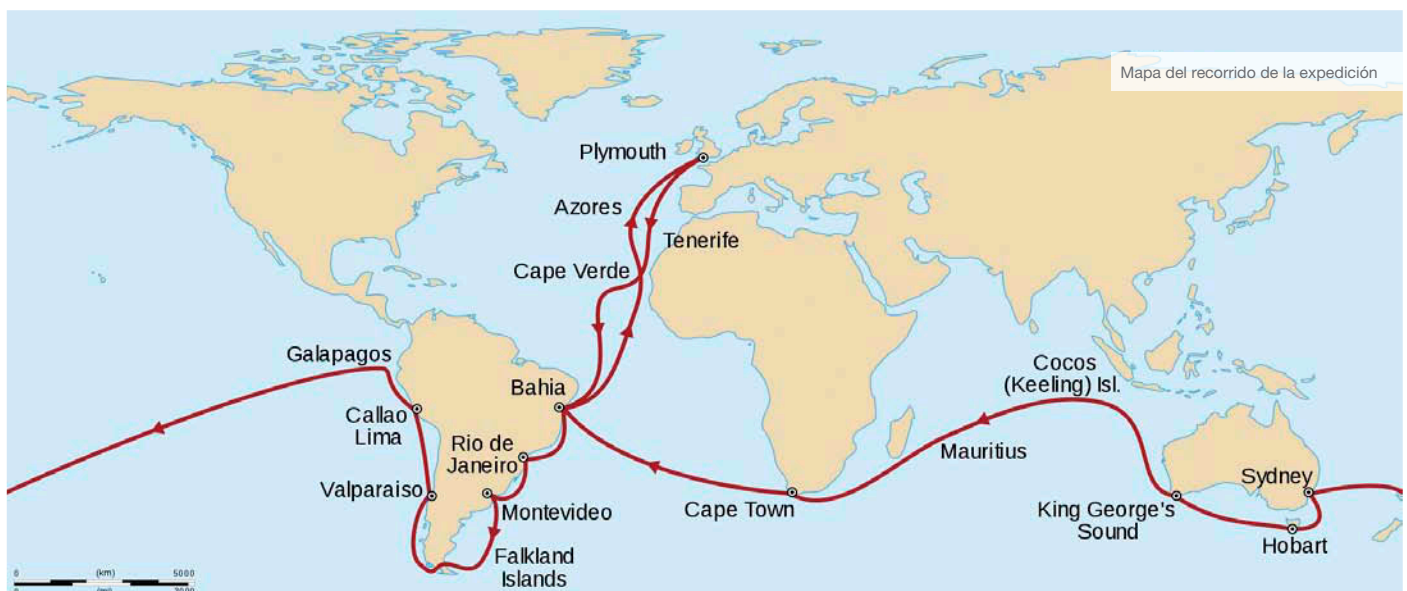 Mapa del recorrido de la expedición
Plymouth
Azores
Tenerife
Cape Verde
Galapagos
Bahia
Callao
Lima
Rio de
Janeiro
Valparaiso
Montevideo
Falkland
Islands
Cape Town
Mauritius
Cocos
(Keeling) Isl.
King George's
Sound
Sydney
Hobart
0 (km) 5000